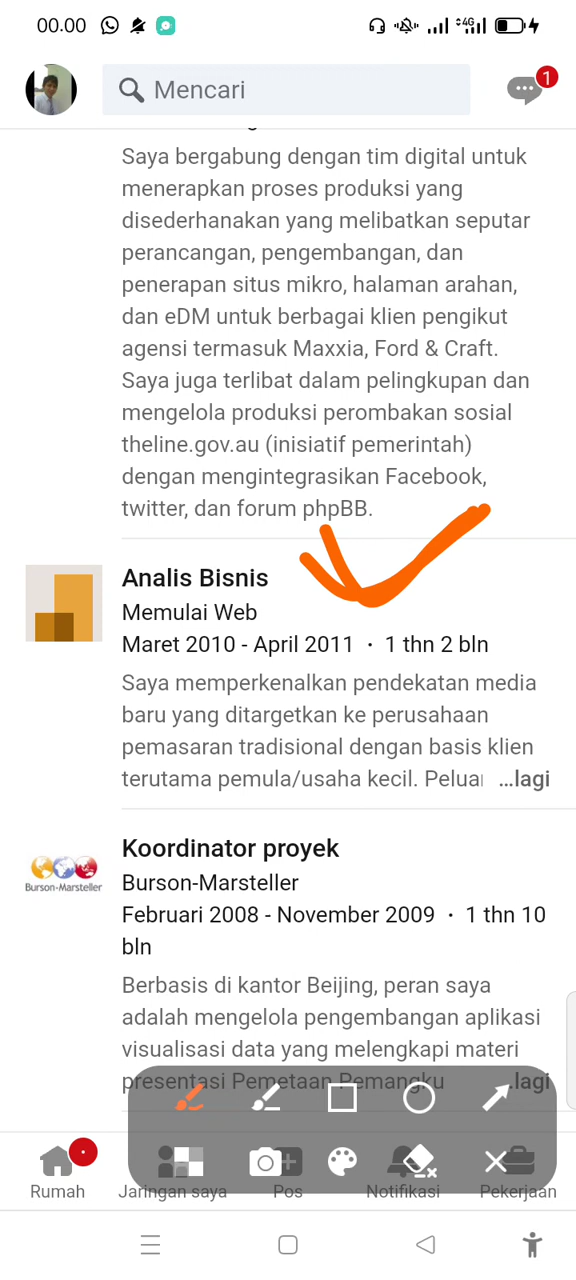 00.00
4G
Mencari
1
Saya bergabung dengan tim digital untuk
menerapkan proses produksi yang
disederhanakan yang melibatkan seputar
perancangan, pengembangan, dan
penerapan situs mikro, halaman arahan,
dan eDM untuk berbagai klien pengikut
agensi termasuk Maxxia, Ford & Craft.
Saya juga terlibat dalam pelingkupan dan
mengelola produksi perombakan sosial
theline.gov.au (inisiatif pemerintah)
dengan mengintegrasikan Facebook,
twitter, dan forum phpBB.
Analis Bisnis
Memulai Web
Maret 2010 - April 2011 · 1 thn 2 bln
Saya memperkenalkan pendekatan media
baru yang ditargetkan ke perusahaan
pemasaran tradisional dengan basis klien
terutama pemula/usaha kecil. ...lagi
Burson-Marsteller
Koordinator proyek
Burson-Marsteller
Februari 2008 - November 2009 · 1 thn 10
bln
Berbasis di kantor Beijing, peran saya
adalah mengelola pengembangan aplikasi
visualisasi data yang melengkapi materi
presentasi Pemetaan Pemangku ...lagi
Rumah
Jaringan saya
Pos
Notifikasi
Pekerjaan